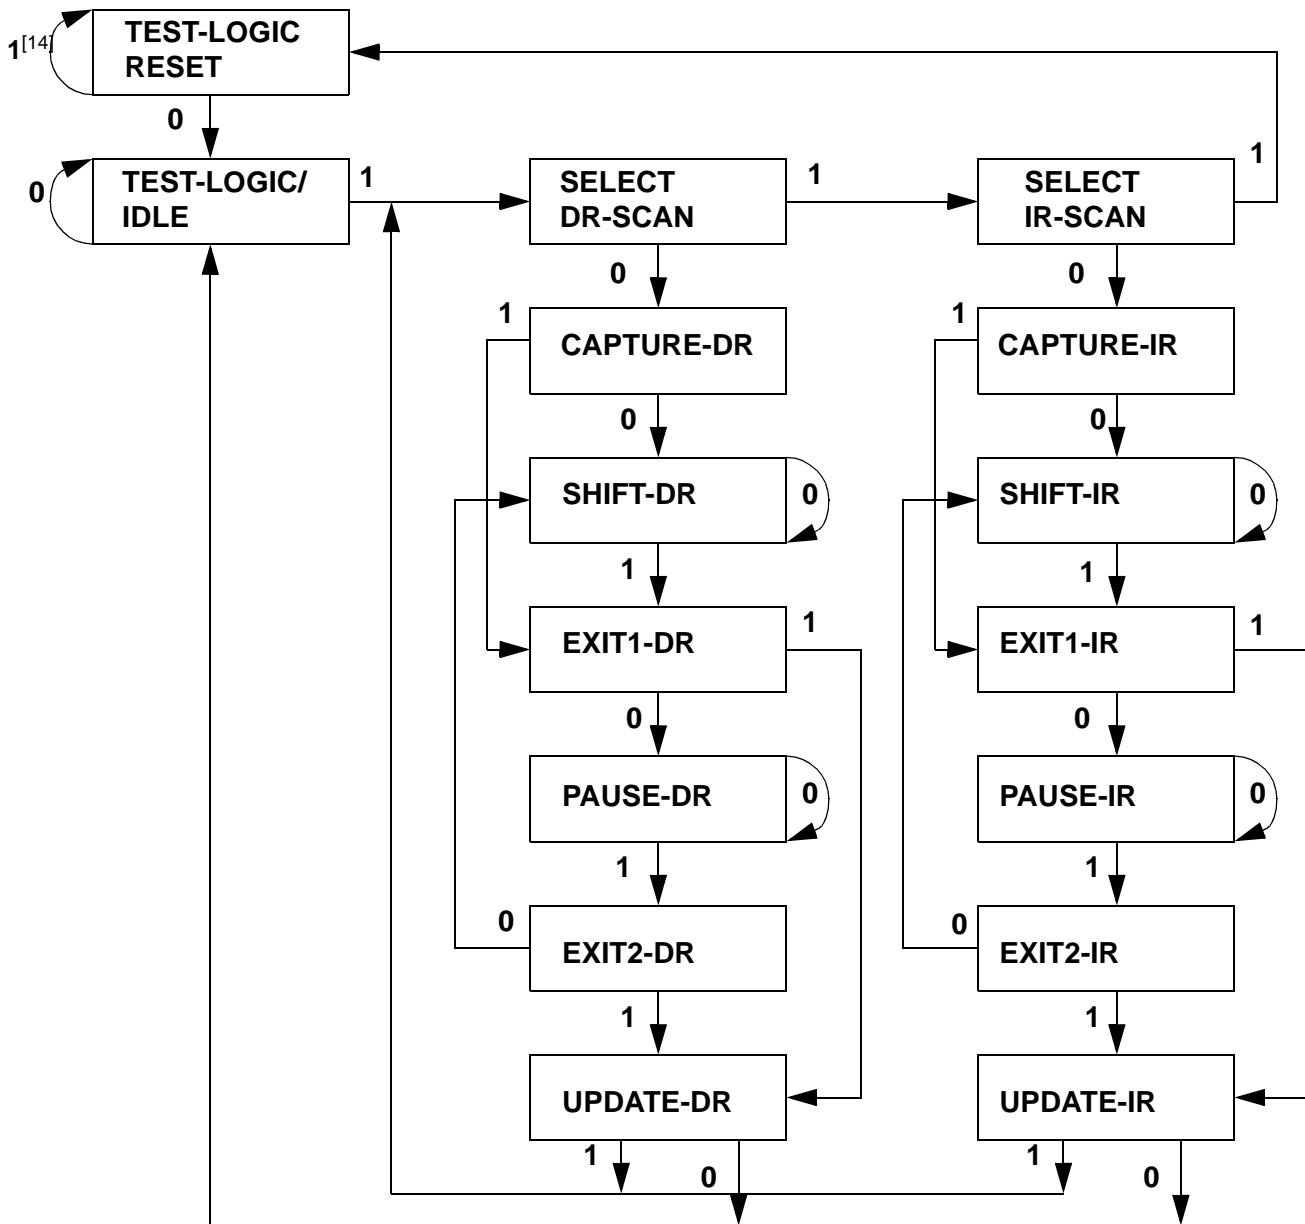 TEST-LOGIC
RESET
1[14]
0
TEST-LOGIC/
IDLE
0
1
SELECT
DR-SCAN
1
SELECT
IR-SCAN
1
0
0
1
CAPTURE-DR
1
CAPTURE-IR
0
0
SHIFT-DR
0
SHIFT-IR
0
1
1
EXIT1-DR
1
EXIT1-IR
1
0
0
PAUSE-DR
0
PAUSE-IR
0
1
1
0
EXIT2-DR
0
EXIT2-IR
1
1
UPDATE-DR
UPDATE-IR
1
0
1
0